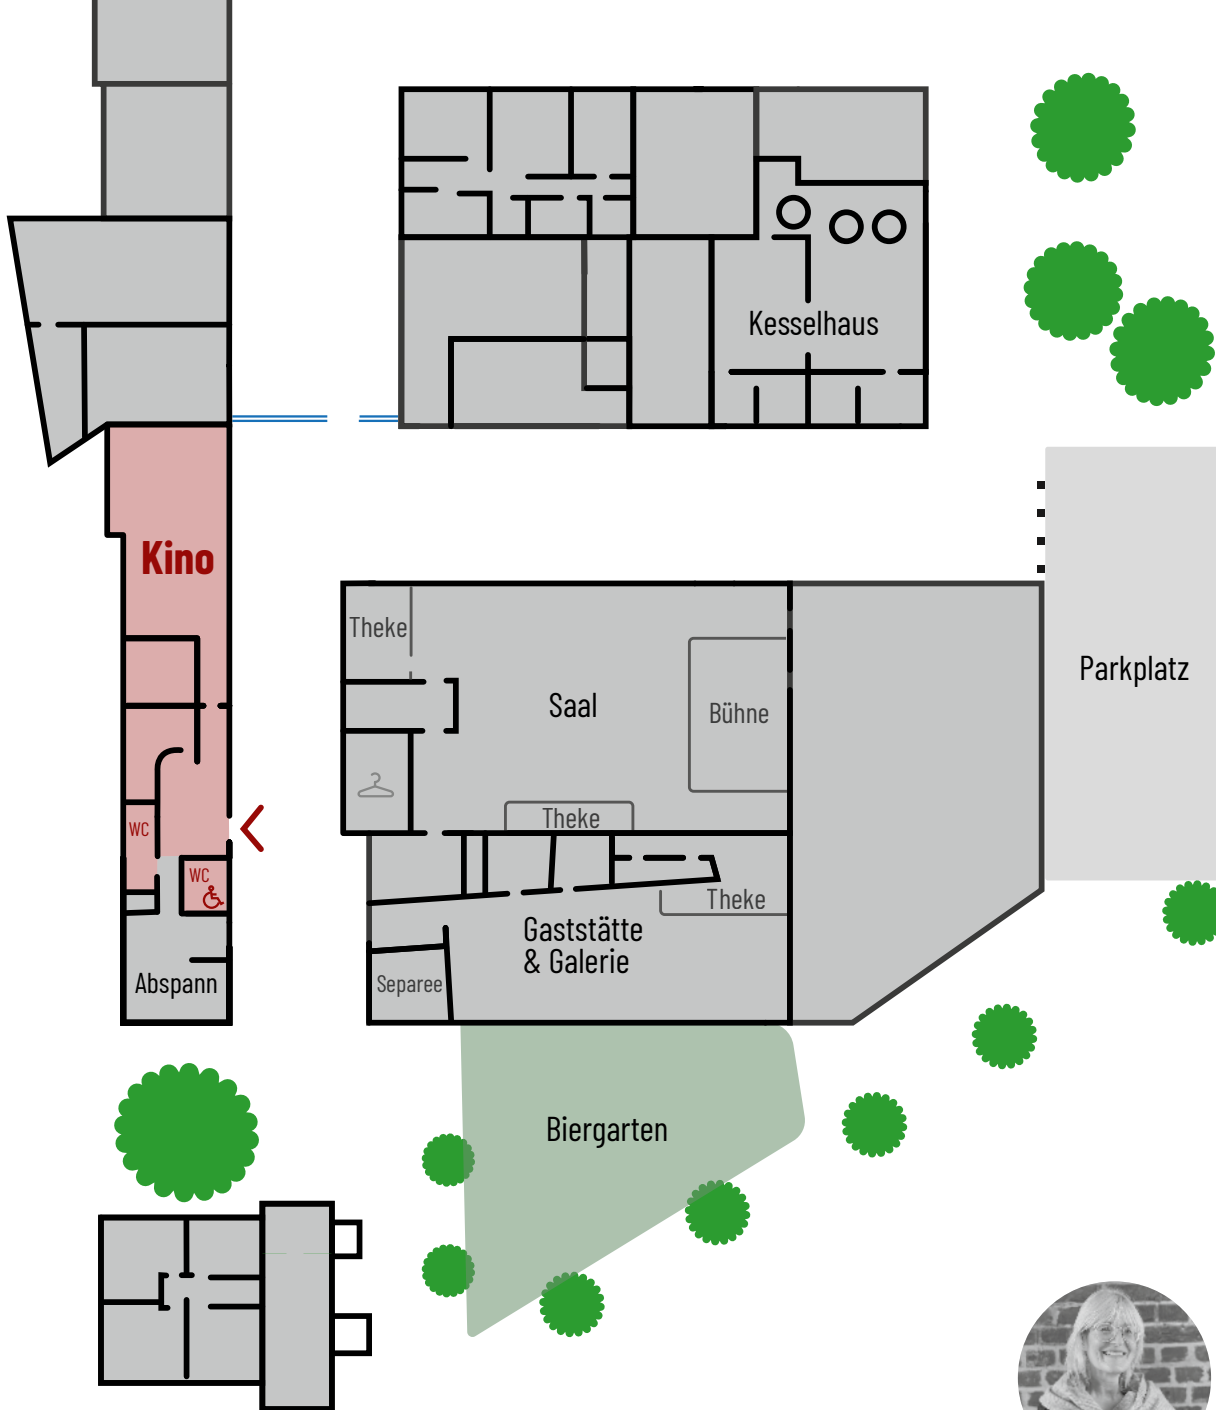 Kesselhaus
Kino
Theke
Parkplatz
Saal
Bühne
Theke
WC
WC
Theke
Gaststätte
& Galerie
Abspann
Separee
Biergarten